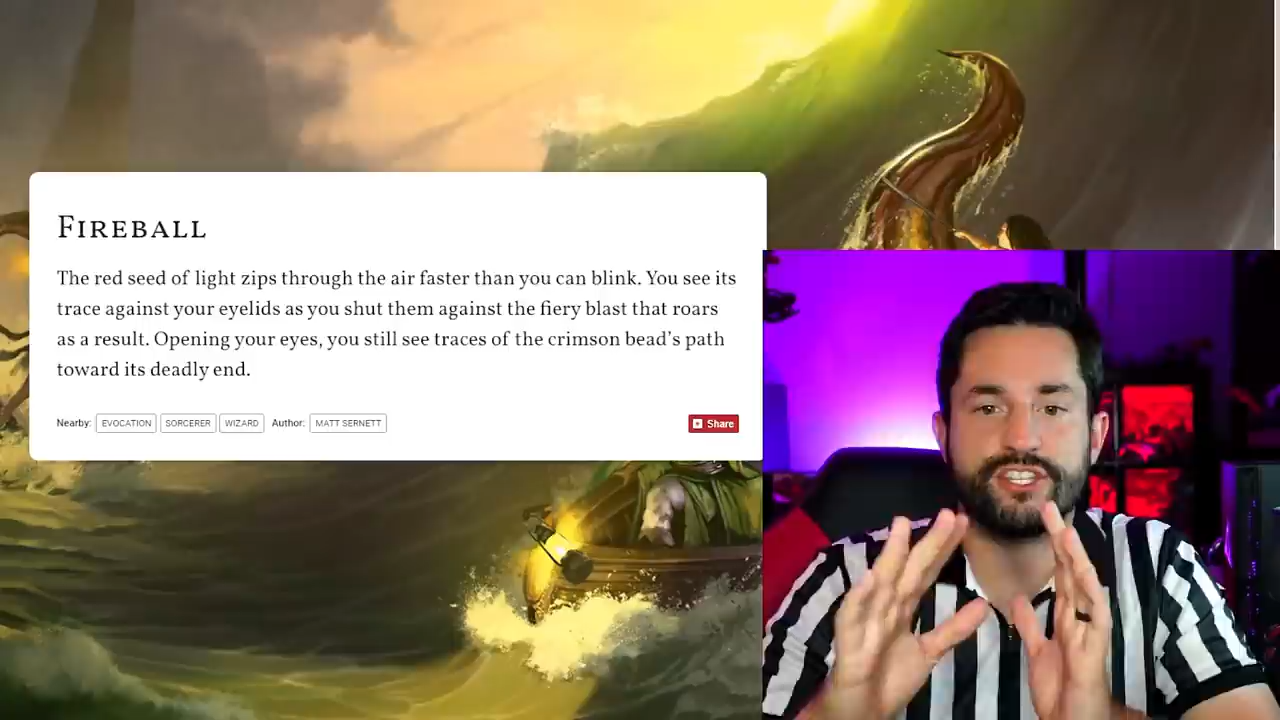 FIREBALL
The red seed of light zips through the air faster than you can blink. You see its
trace against your eyelids as you shut them against the fiery blast that roars
as a result. Opening your eyes, you still see traces of the crimson bead’s path
toward its deadly end.
Nearby: EVOCATION SORCERER WIZARD Author: MATT SERNETT Share